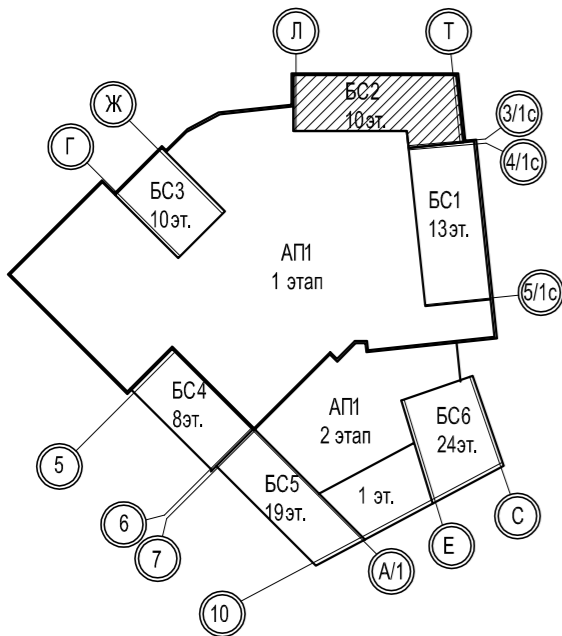 Л
Т
Ж
Г
БС2
10эт.
3/1с
4/1с
БС3
10эт.
БС1
13эт.
АП1
1 этап
5/1с
БС4
8эт.
АП1
2 этап
БС6
24эт.
5
БС5
19эт.
1 эт.
6
7
С
Е
А/1
10